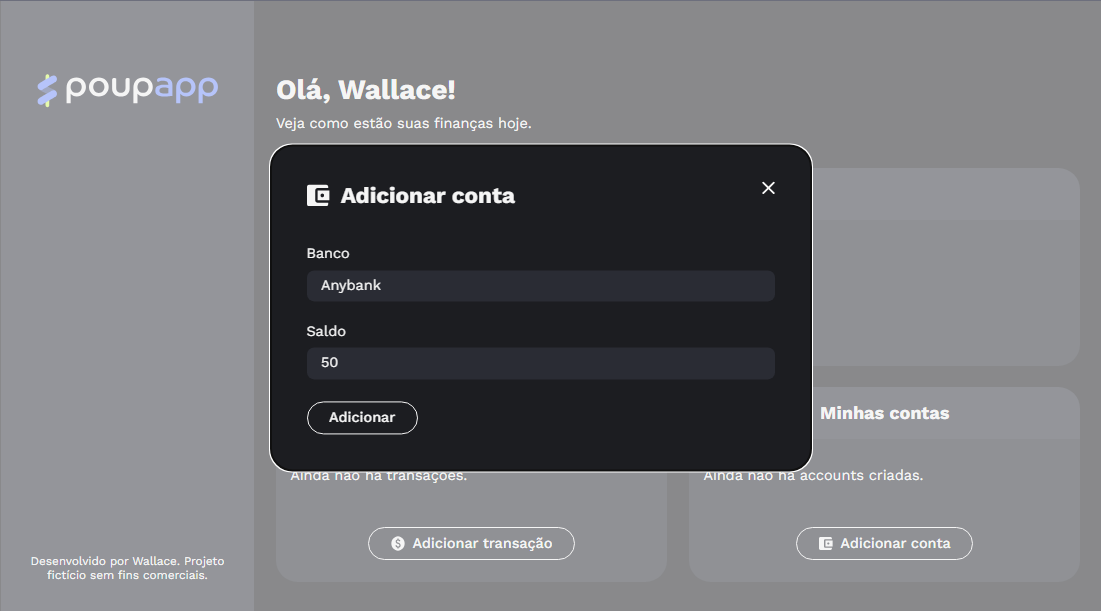 poupapp
Olá, Wallace!
Veja como estão suas finanças hoje.
Adicionar conta
Banco
Anybank
Saldo
50
Adicionar
Minhas contas
Ainda não há transações.
Ainda não há accounts criadas.
Adicionar transação
Adicionar conta
Desenvolvido por Wallace. Projeto
fictício sem fins comerciais.